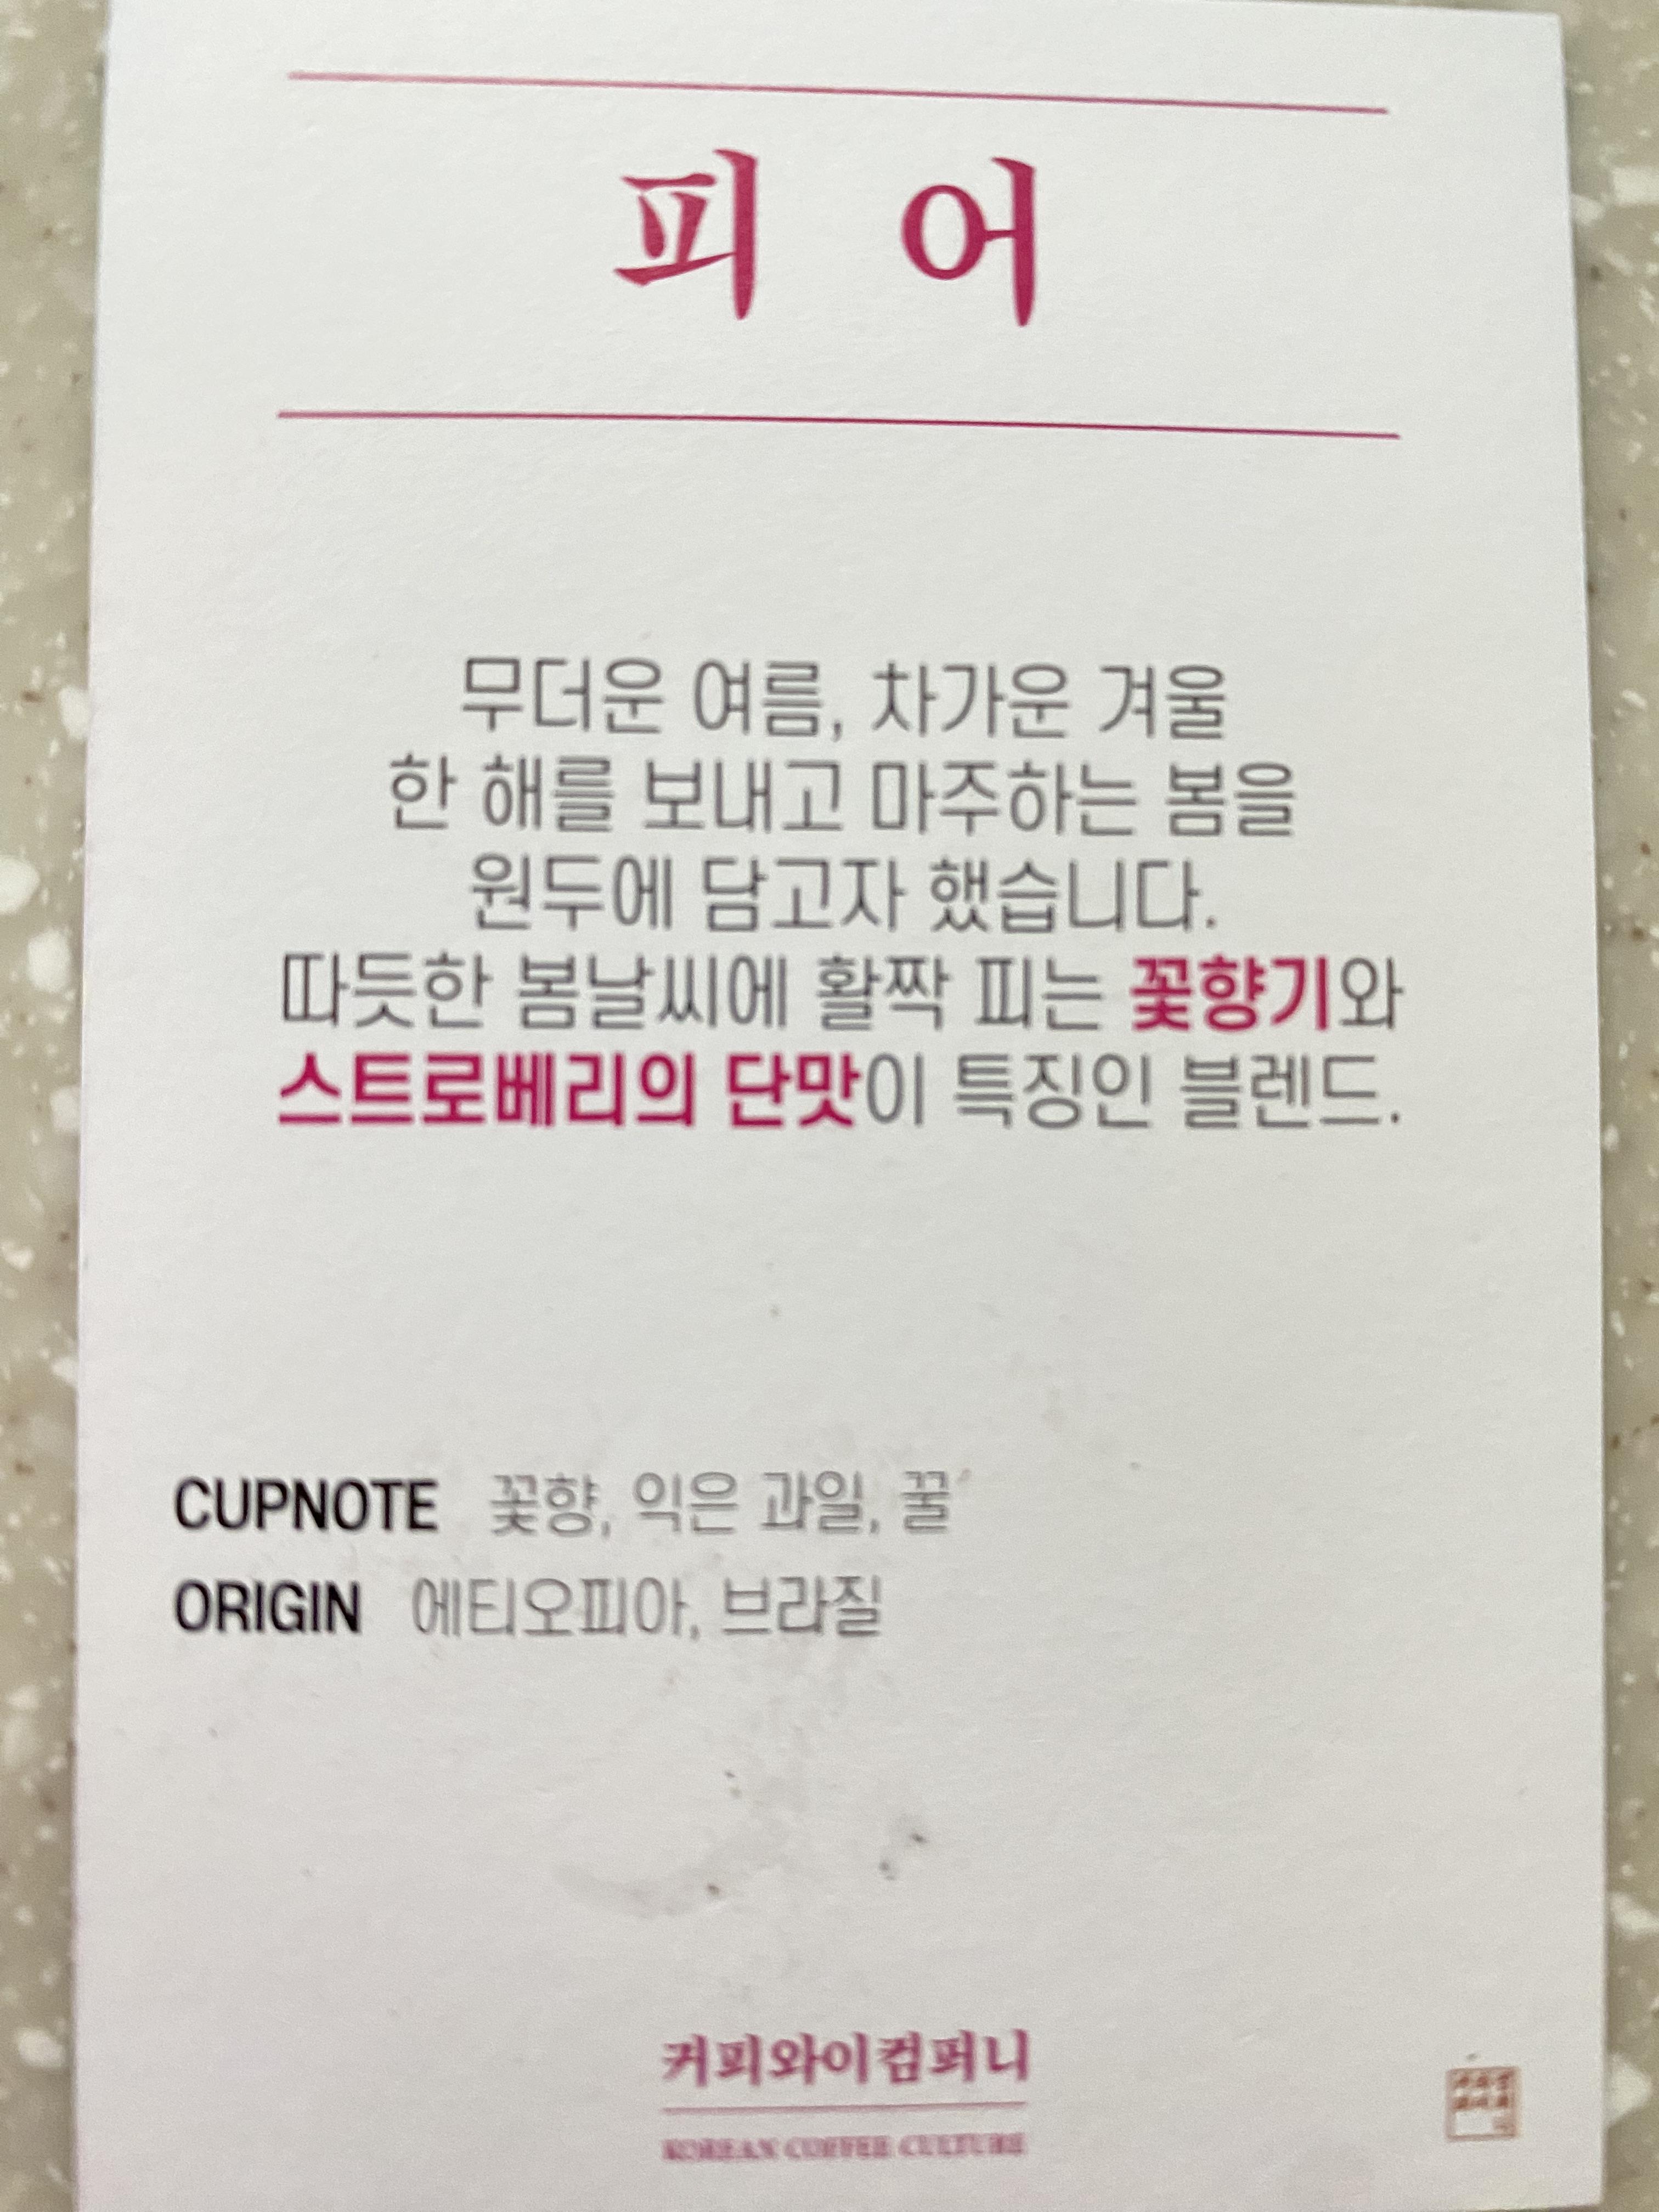 피어
무더운 여름, 차가운 겨울
한 해를 보내고 마주하는 봄을
원두에 담고자 했습니다.
따듯한 봄날씨에 활짝 피는 꽃향기와
스트로베리의 단맛이 특징인 블렌드.
CUPNOTE 꽃향, 익은 과일, 꿀
ORIGIN 에티오피아, 브라질
커피와이컴퍼니
KOREAN COFFEE CULTURE